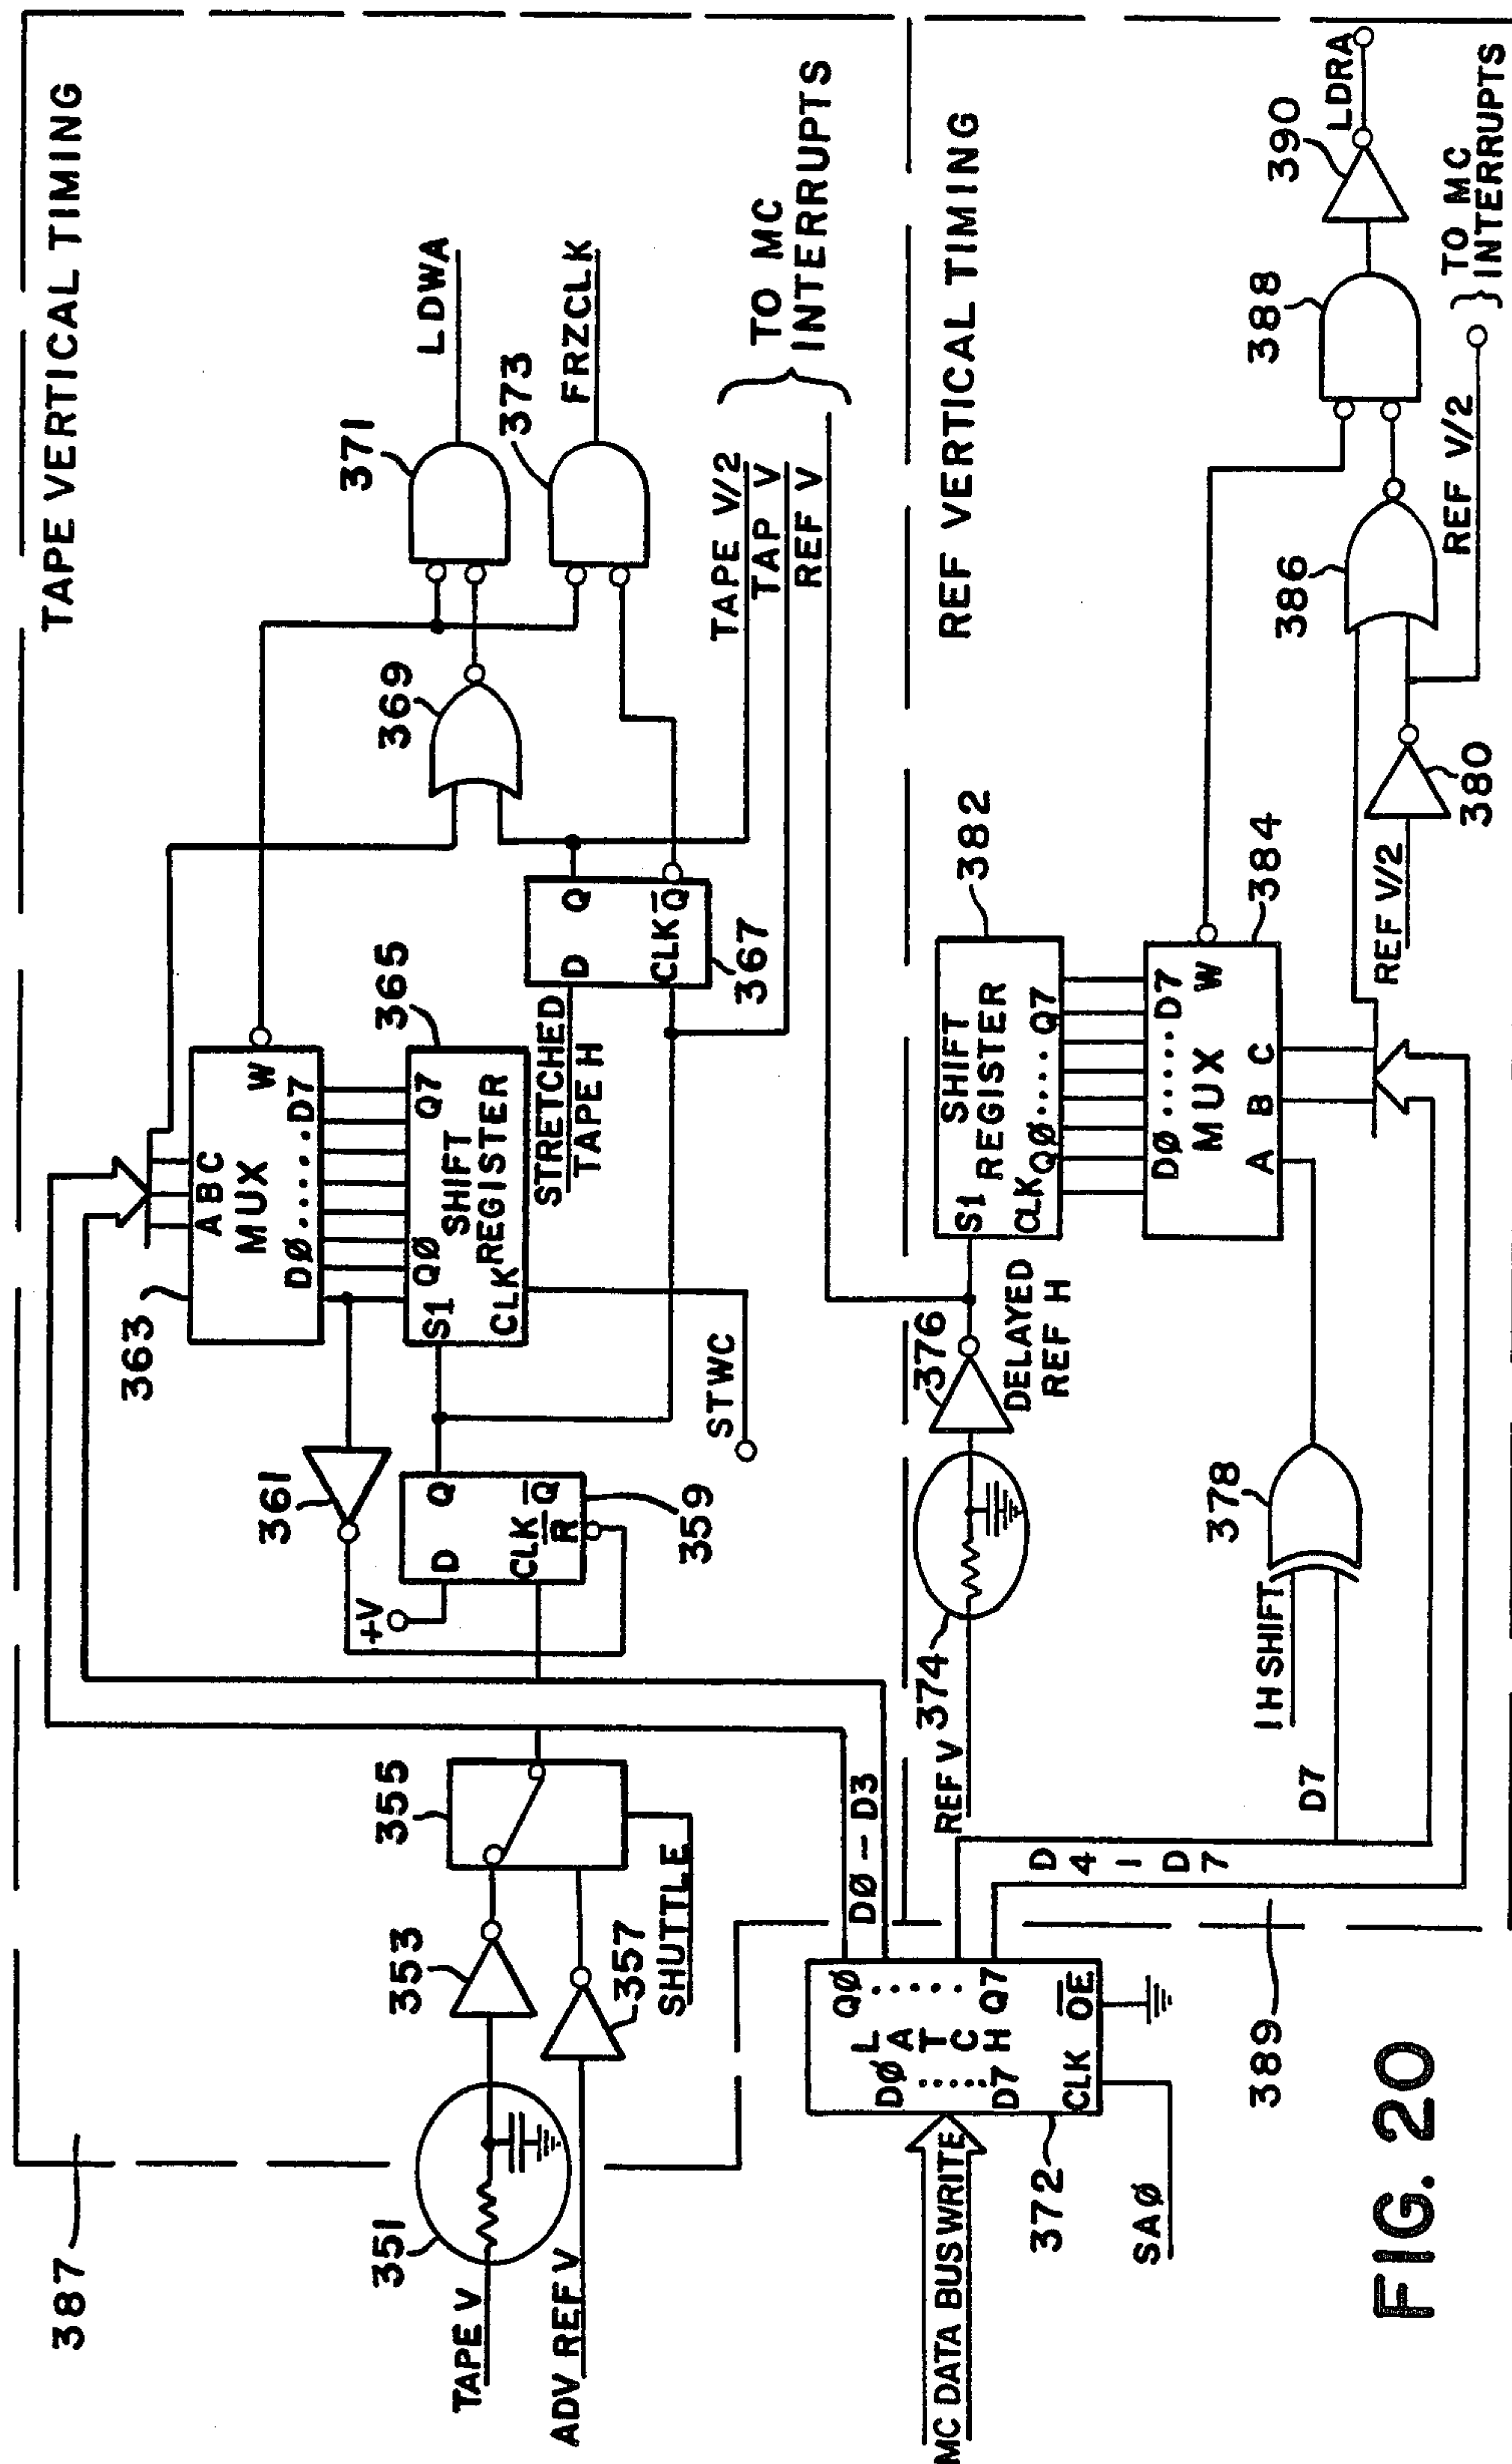 TAPE VERTICAL TIMING
387
351
TAPE V
ADV REF V
353
357
355
SHUTTLE
+V
361
D Q
CLK Q
R
359
363
A B C
MUX
W
DØ.....D7
QØ Q7
SHIFT
REGISTER
S1
CLK
365
STWC
STRETCHED
TAPE H
D Q
CLK Q
367
369
371
LDWA
373
FRZCLK
TAPE V/2
TAP V
REF V
TO MC
INTERRUPTS
REF VERTICAL TIMING
MC DATA BUS WRITE
DØ QØ
LATCH
D7 Q7
CLK OE
372
SAØ
DØ-D3
D4-D7
389
REF V
374
376
DELAYED
REF H
1H SHIFT
D7
378
SHIFT
REGISTER
S1
CLK QØ....Q7
382
DØ.....D7
MUX
W
A B C
384
REF V/2
380
386
REF V/2
388
390
LDRA
TO MC
INTERRUPTS
FIG. 20